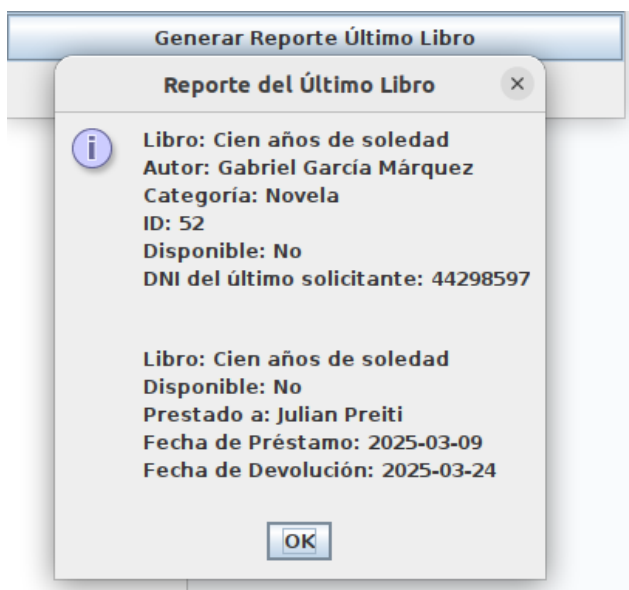 Generar Reporte Último Libro
Reporte del Último Libro
Libro: Cien años de soledad
Autor: Gabriel García Márquez
Categoría: Novela
ID: 52
Disponible: No
DNI del último solicitante: 44298597
Libro: Cien años de soledad
Disponible: No
Prestado a: Julian Preiti
Fecha de Préstamo: 2025-03-09
Fecha de Devolución: 2025-03-24
OK